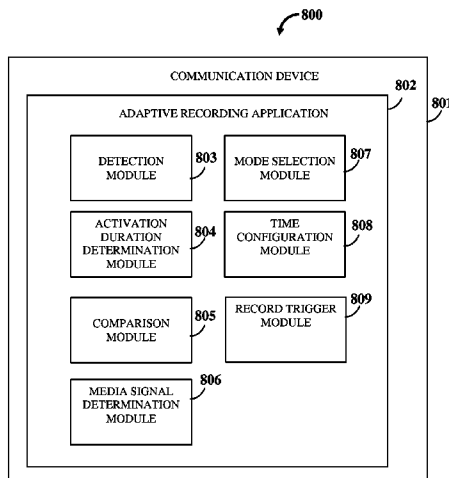 800
COMMUNICATION DEVICE
801
802
ADAPTIVE RECORDING APPLICATION
DETECTION
MODULE
803
MODE SELECTION
MODULE
807
ACTIVATION
DURATION
DETERMINATION
MODULE
804
TIME
CONFIGURATION
MODULE
808
COMPARISON
MODULE
805
RECORD TRIGGER
MODULE
809
MEDIA SIGNAL
DETERMINATION
MODULE
806